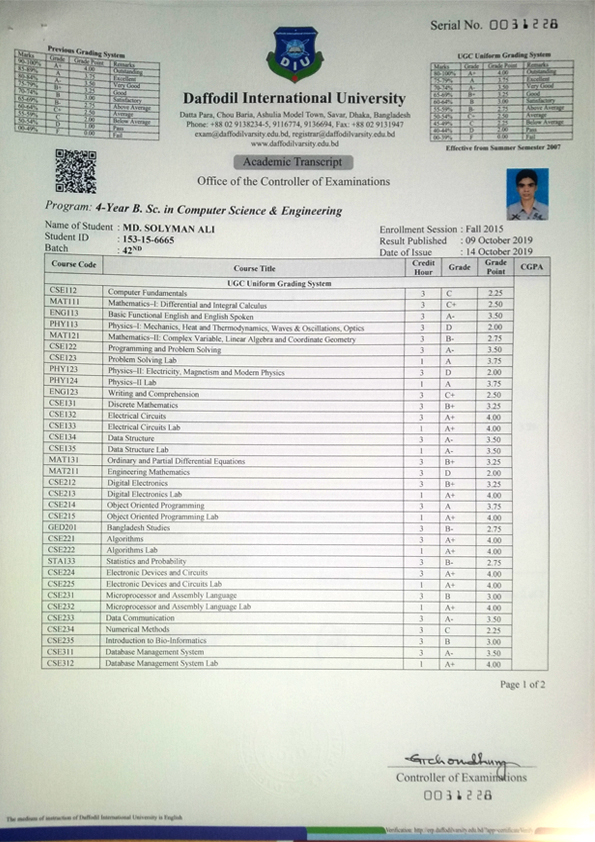 Serial No. 0031228
Previous Grading System
Marks Grade Grade Point Remarks
90-100% A+ 4.00 Outstanding
A 3.75 Excellent
A- 3.50 Very Good
B+ 3.25 Good
B 3.00 Satisfactory
B- 2.75 Above Average
C+ 2.50 Average
C 2.25 Below Average
D 2.00 Pass
00-49% F 0.00 Fail
UGC Uniform Grading System
Marks Grade Grade Point Remarks
80-100% A+ 4.00 Outstanding
75-79% A 3.75 Excellent
70-74% A- 3.50 Very Good
65-69% B+ 3.25 Good
60-64% B 3.00 Satisfactory
55-59% B- 2.75 Above Average
50-54% C+ 2.50 Average
45-49% C 2.25 Below Average
40-44% D 2.00 Pass
00-39% F 0.00 Fail
Effective from Summer Semester 2007
DIU
Daffodil International University
Datta Para, Chou Baria, Ashulia Model Town, Savar, Dhaka, Bangladesh
Phone: +88 02 9138234-5, 9116774, 9136694, Fax: +88 02 9131947
exam@daffodilvarsity.edu.bd, registrar@daffodilvarsity.edu.bd
www.daffodilvarsity.edu.bd
Academic Transcript
Office of the Controller of Examinations
Program: 4-Year B. Sc. in Computer Science & Engineering
Name of Student : MD. SOLYMAN ALI
Student ID : 153-15-6665
Batch : 42ND
Enrollment Session : Fall 2015
Result Published : 09 October 2019
Date of Issue : 14 October 2019
Course Code Course Title Credit Hour Grade Grade Point CGPA
UGC Uniform Grading System
CSE112 Computer Fundamentals 3 C 2.25
MAT111 Mathematics-I: Differential and Integral Calculus 3 C+ 2.50
ENG113 Basic Functional English and English Spoken 3 A- 3.50
PHY113 Physics-I: Mechanics, Heat and Thermodynamics, Waves & Oscillations, Optics 3 D 2.00
MAT121 Mathematics-II: Complex Variable, Linear Algebra and Coordinate Geometry 3 B- 2.75
CSE122 Programming and Problem Solving 3 A- 3.50
CSE123 Problem Solving Lab 1 A 3.75
PHY123 Physics-II: Electricity, Magnetism and Modern Physics 3 D 2.00
PHY124 Physics-II Lab 1 A 3.75
ENG123 Writing and Comprehension 3 C+ 2.50
CSE131 Discrete Mathematics 3 B+ 3.25
CSE132 Electrical Circuits 3 A+ 4.00
CSE133 Electrical Circuits Lab 1 A+ 4.00
CSE134 Data Structure 3 A- 3.50
CSE135 Data Structure Lab 1 A- 3.50
MAT131 Ordinary and Partial Differential Equations 3 B+ 3.25
MAT211 Engineering Mathematics 3 D 2.00
CSE212 Digital Electronics 3 B+ 3.25
CSE213 Digital Electronics Lab 1 A+ 4.00
CSE214 Object Oriented Programming 3 A 3.75
CSE215 Object Oriented Programming Lab 1 A+ 4.00
GED201 Bangladesh Studies 3 B- 2.75
CSE221 Algorithms 3 A+ 4.00
CSE222 Algorithms Lab 1 A+ 4.00
STA133 Statistics and Probability 3 B- 2.75
CSE224 Electronic Devices and Circuits 3 A+ 4.00
CSE225 Electronic Devices and Circuits Lab 1 A+ 4.00
CSE231 Microprocessor and Assembly Language 3 B 3.00
CSE232 Microprocessor and Assembly Language Lab 1 A+ 4.00
CSE233 Data Communication 3 A- 3.50
CSE234 Numerical Methods 3 C 2.25
CSE235 Introduction to Bio-Informatics 3 B 3.00
CSE311 Database Management System 3 A- 3.50
CSE312 Database Management System Lab 1 A+ 4.00
Page 1 of 2
Controller of Examinations
0031228
The medium of instruction of Daffodil International University is English